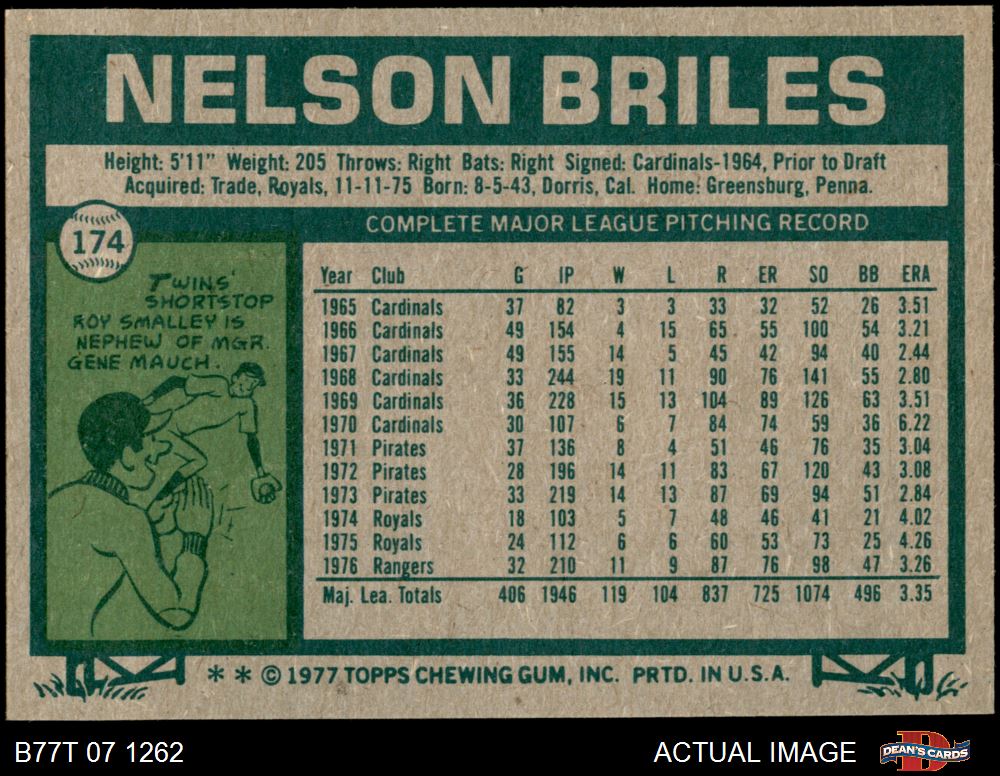 NELSON BRILES
Height: 5'11" Weight: 205 Throws: Right Bats: Right Signed: Cardinals-1964, Prior to Draft
Acquired: Trade, Royals, 11-11-75 Born: 8-5-43, Dorris, Cal. Home: Greensburg, Penna.
174
COMPLETE MAJOR LEAGUE PITCHING RECORD
TWINS'
SHORTSTOP
ROY SMALLEY IS
NEPHEW OF MGR.
GENE MAUCH.
Year Club G IP W L R ER SO BB ERA
1965 Cardinals 37 82 3 3 33 32 52 26 3.51
1966 Cardinals 49 154 4 15 65 55 100 54 3.21
1967 Cardinals 49 155 14 5 45 42 94 40 2.44
1968 Cardinals 33 244 19 11 90 76 141 55 2.80
1969 Cardinals 36 228 15 13 104 89 126 63 3.51
1970 Cardinals 30 107 6 7 84 74 59 36 6.22
1971 Pirates 37 136 8 4 51 46 76 35 3.04
1972 Pirates 28 196 14 11 83 67 120 43 3.08
1973 Pirates 33 219 14 13 87 69 94 51 2.84
1974 Royals 18 103 5 7 48 46 41 21 4.02
1975 Royals 24 112 6 6 60 53 73 25 4.26
1976 Rangers 32 210 11 9 87 76 98 47 3.26
Maj. Lea. Totals 406 1946 119 104 837 725 1074 496 3.35
* * © 1977 TOPPS CHEWING GUM, INC. PRTD. IN U.S.A.
B77T 07 1262
ACTUAL IMAGE
DEAN'S CARDS